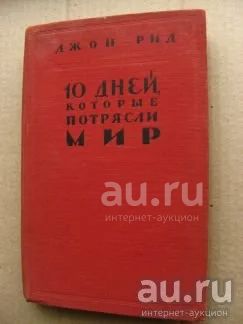 ДЖОН РИД
10 ДНЕЙ,
КОТОРЫЕ
ПОТРЯСЛИ
МИР
au.ru
интернет-аукцион
au.ru
интернет-аукцион